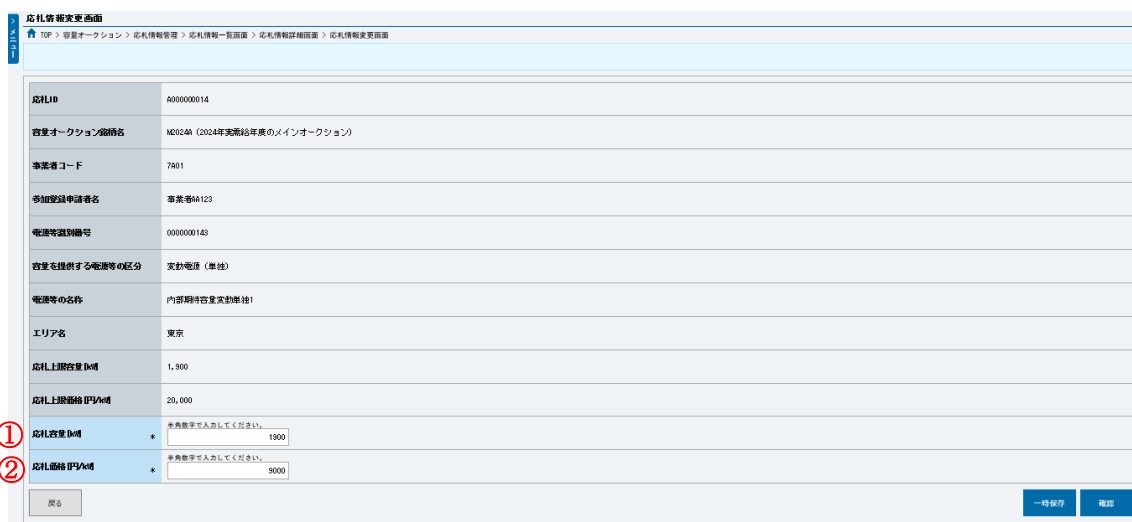 応札情報変更画面
> メニュー
TOP > 容量オークション > 応札情報管理 > 応札情報一覧画面 > 応札情報詳細画面 > 応札情報変更画面
応札ID A000000014
容量オークション銘柄名 M2024A (2024年実需給年度のメインオークション)
事業者コード 7A01
参加登録申請者名 事業者AA123
電源等識別番号 0000000143
容量を提供する電源等の区分 変動電源（単独）
電源等の名称 内部期待容量変動単独1
エリア名 東京
応札上限容量[kW] 1,900
応札上限価格[円/kW] 20,000
半角数字で入力してください。
① 応札容量[kW] * 1900
半角数字で入力してください。
② 応札価格[円/kW] * 9000
戻る 一時保存 確認